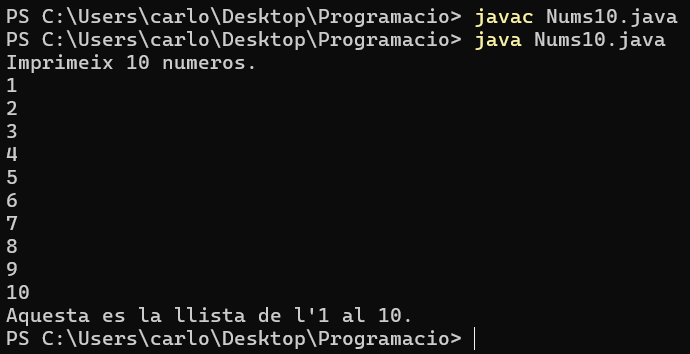 PS C:\Users\carlo\Desktop\Programacio> javac Nums10.java
PS C:\Users\carlo\Desktop\Programacio> java Nums10.java
Imprimeix 10 numeros.
1
2
3
4
5
6
7
8
9
10
Aquesta es la llista de l'1 al 10.
PS C:\Users\carlo\Desktop\Programacio>